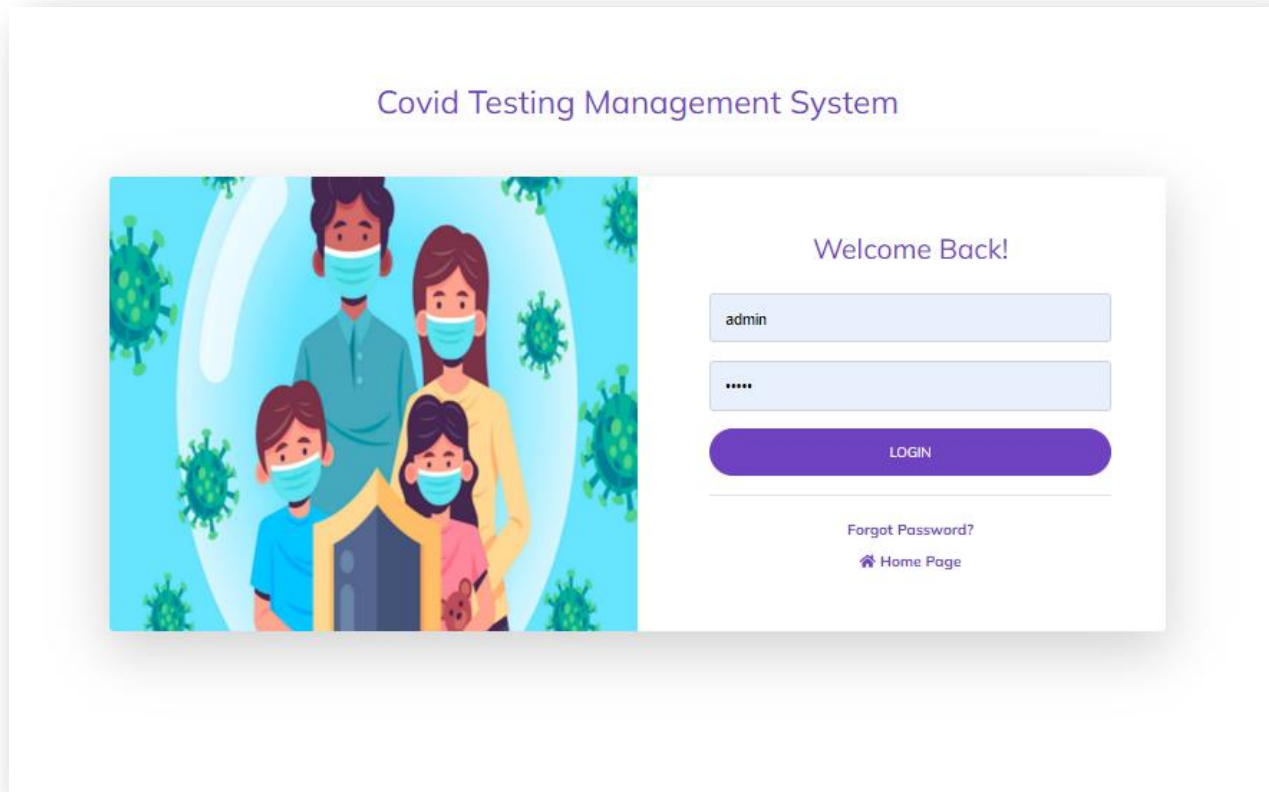 Covid Testing Management System
Welcome Back!
admin
•••••
LOGIN
Forgot Password?
Home Page